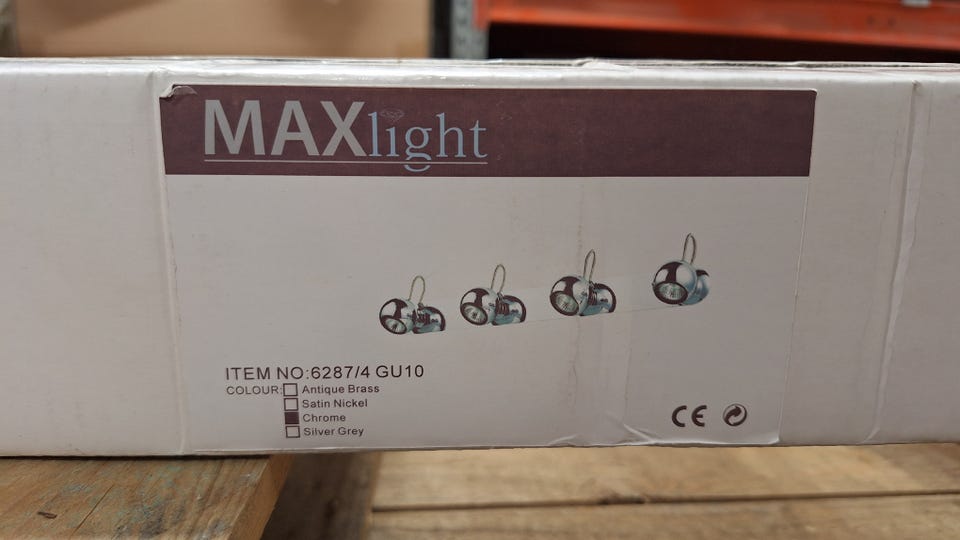 MAXlight
ITEM NO:6287/4 GU10
COLOUR: Antique Brass
Satin Nickel
Chrome
Silver Grey
CE